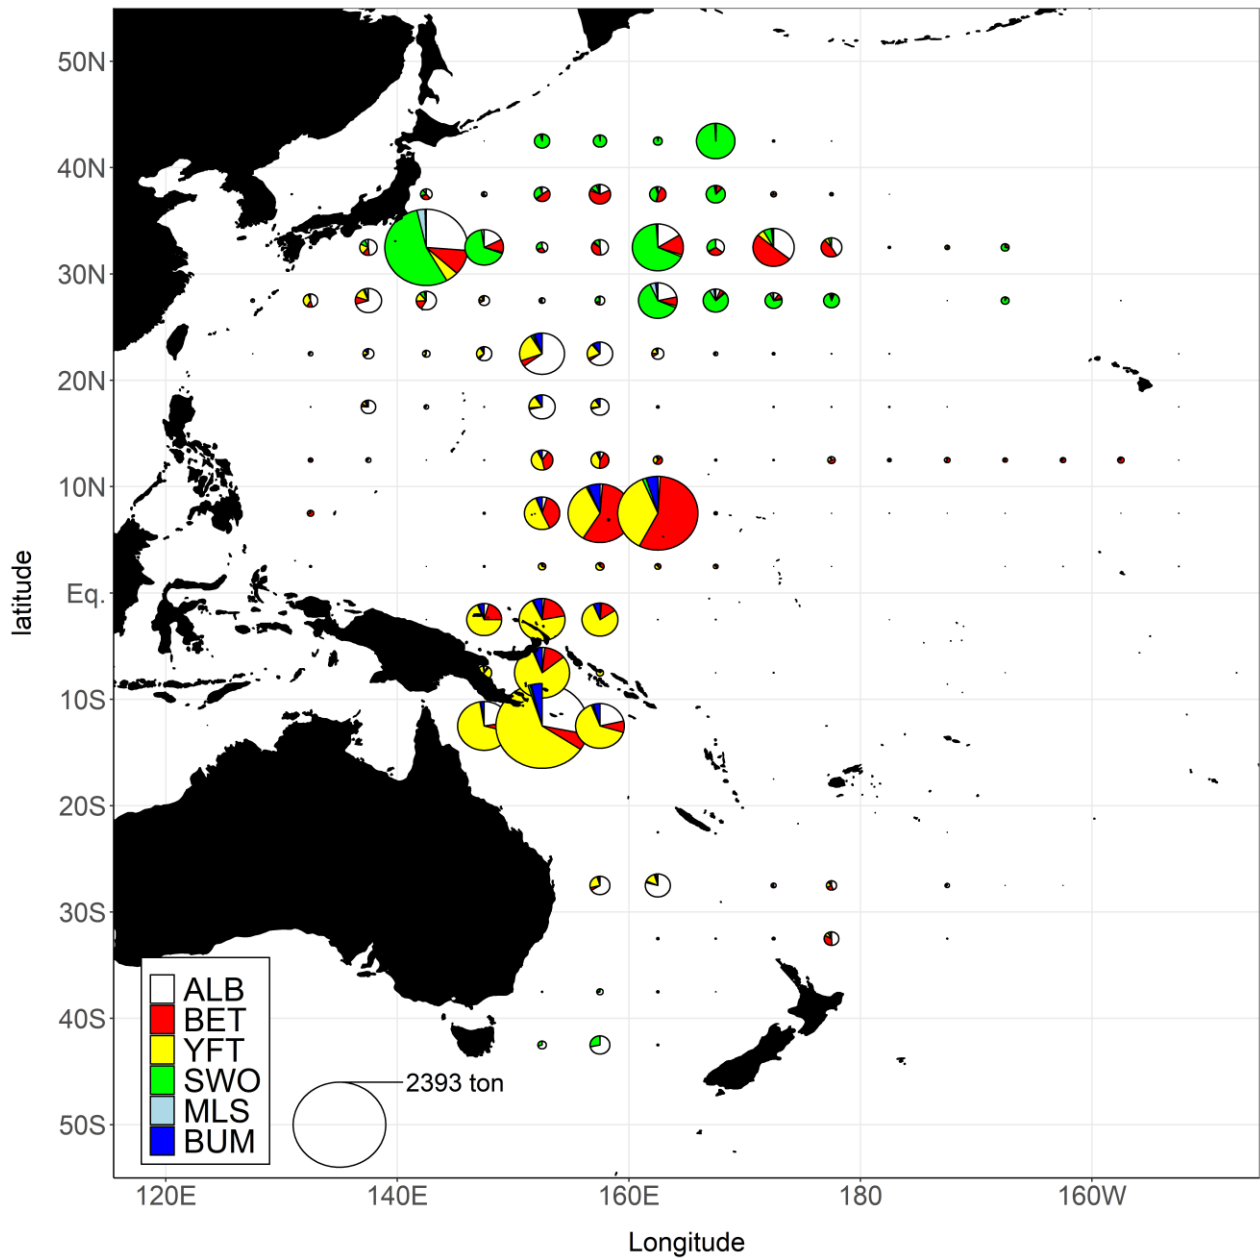 50N
40N
30N
20N
10N
Eq.
10S
20S
30S
40S
50S
latitude
ALB
BET
YFT
SWO
MLS
BUM
2393 ton
120E
140E
160E
180
160W
Longitude